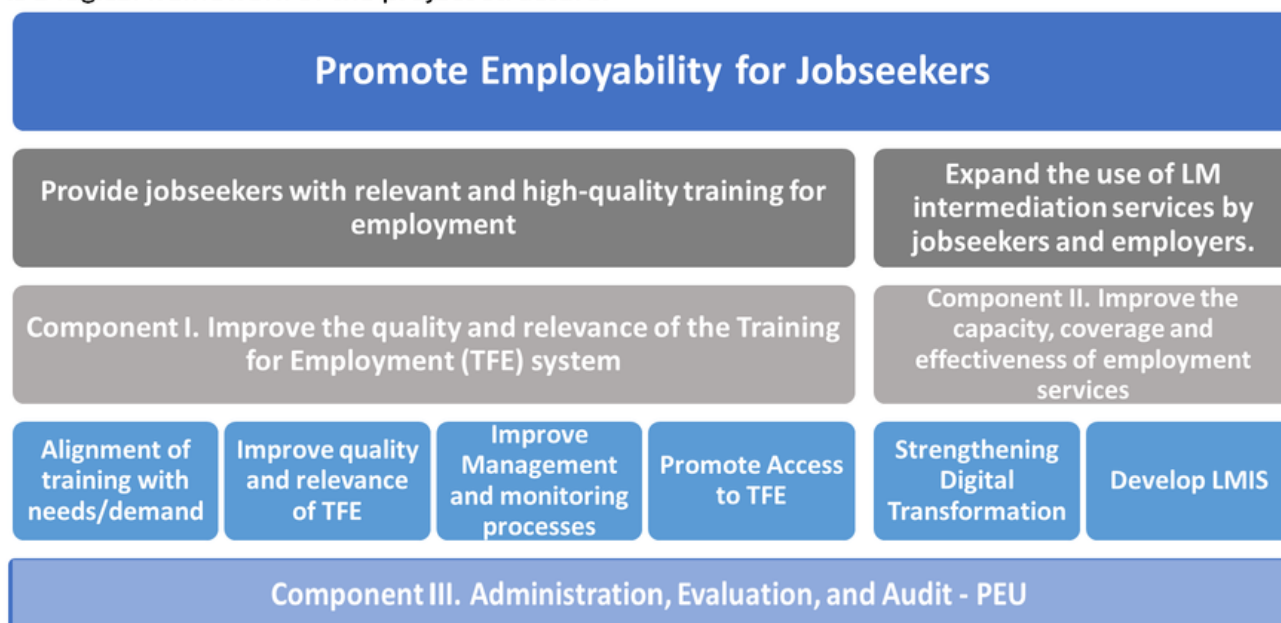 Promote Employability for Jobseekers
Provide jobseekers with relevant and high-quality training for
employment
Expand the use of LM
intermediation services by
jobseekers and employers.
Component I. Improve the quality and relevance of the Training
for Employment (TFE) system
Component II. Improve the
capacity, coverage and
effectiveness of employment
services
Alignment of
training with
needs/demand
Improve quality
and relevance
of TFE
Improve
Management
and monitoring
processes
Promote Access
to TFE
Strengthening
Digital
Transformation
Develop LMIS
Component III. Administration, Evaluation, and Audit - PEU